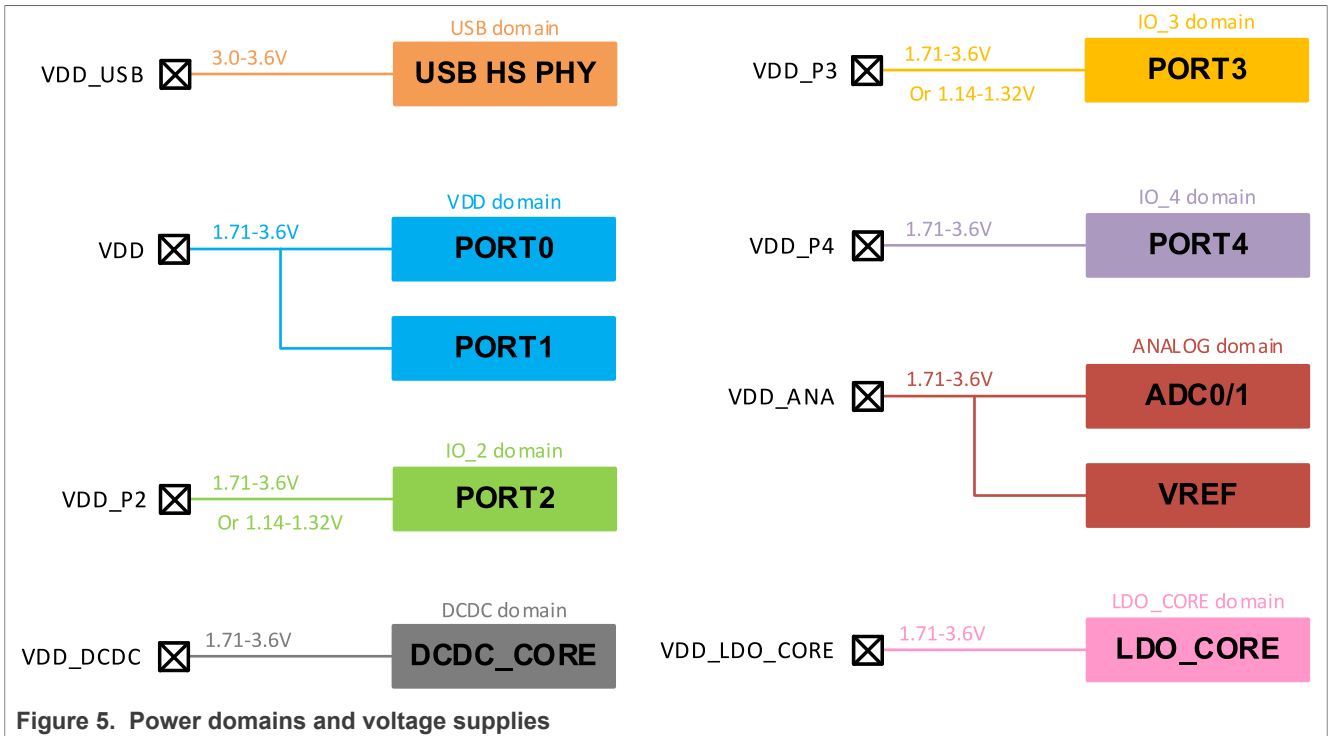 USB domain
VDD_USB
3.0-3.6V
USB HS PHY
VDD domain
VDD
1.71-3.6V
PORT0
PORT1
IO_2 domain
VDD_P2
1.71-3.6V
Or 1.14-1.32V
PORT2
DCDC domain
VDD_DCDC
1.71-3.6V
DCDC_CORE
IO_3 domain
VDD_P3
1.71-3.6V
Or 1.14-1.32V
PORT3
IO_4 domain
VDD_P4
1.71-3.6V
PORT4
ANALOG domain
VDD_ANA
1.71-3.6V
ADC0/1
VREF
LDO_CORE domain
VDD_LDO_CORE
1.71-3.6V
LDO_CORE
Figure 5. Power domains and voltage supplies